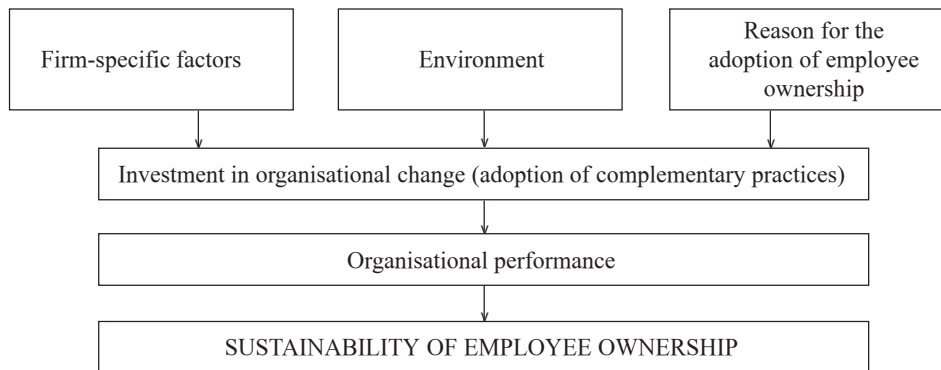 Firm-specific factors
Environment
Reason for the
adoption of employee
ownership
Investment in organisational change (adoption of complementary practices)
Organisational performance
SUSTAINABILITY OF EMPLOYEE OWNERSHIP